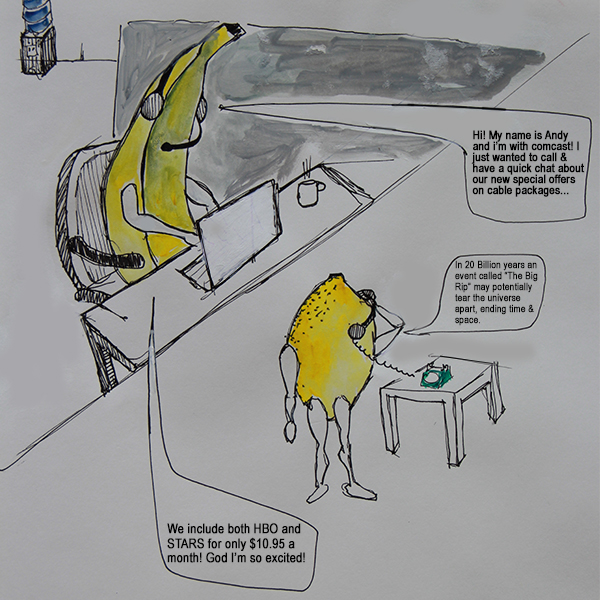 Hi! My name is Andy
and i'm with comcast! I
just wanted to call &
have a quick chat about
our new special offers
on cable packages...
In 20 Billion years an
event called "The Big
Rip" may potentially
tear the universe
apart, ending time &
space.
We include both HBO and
STARS for only $10.95 a
month! God I'm so excited!